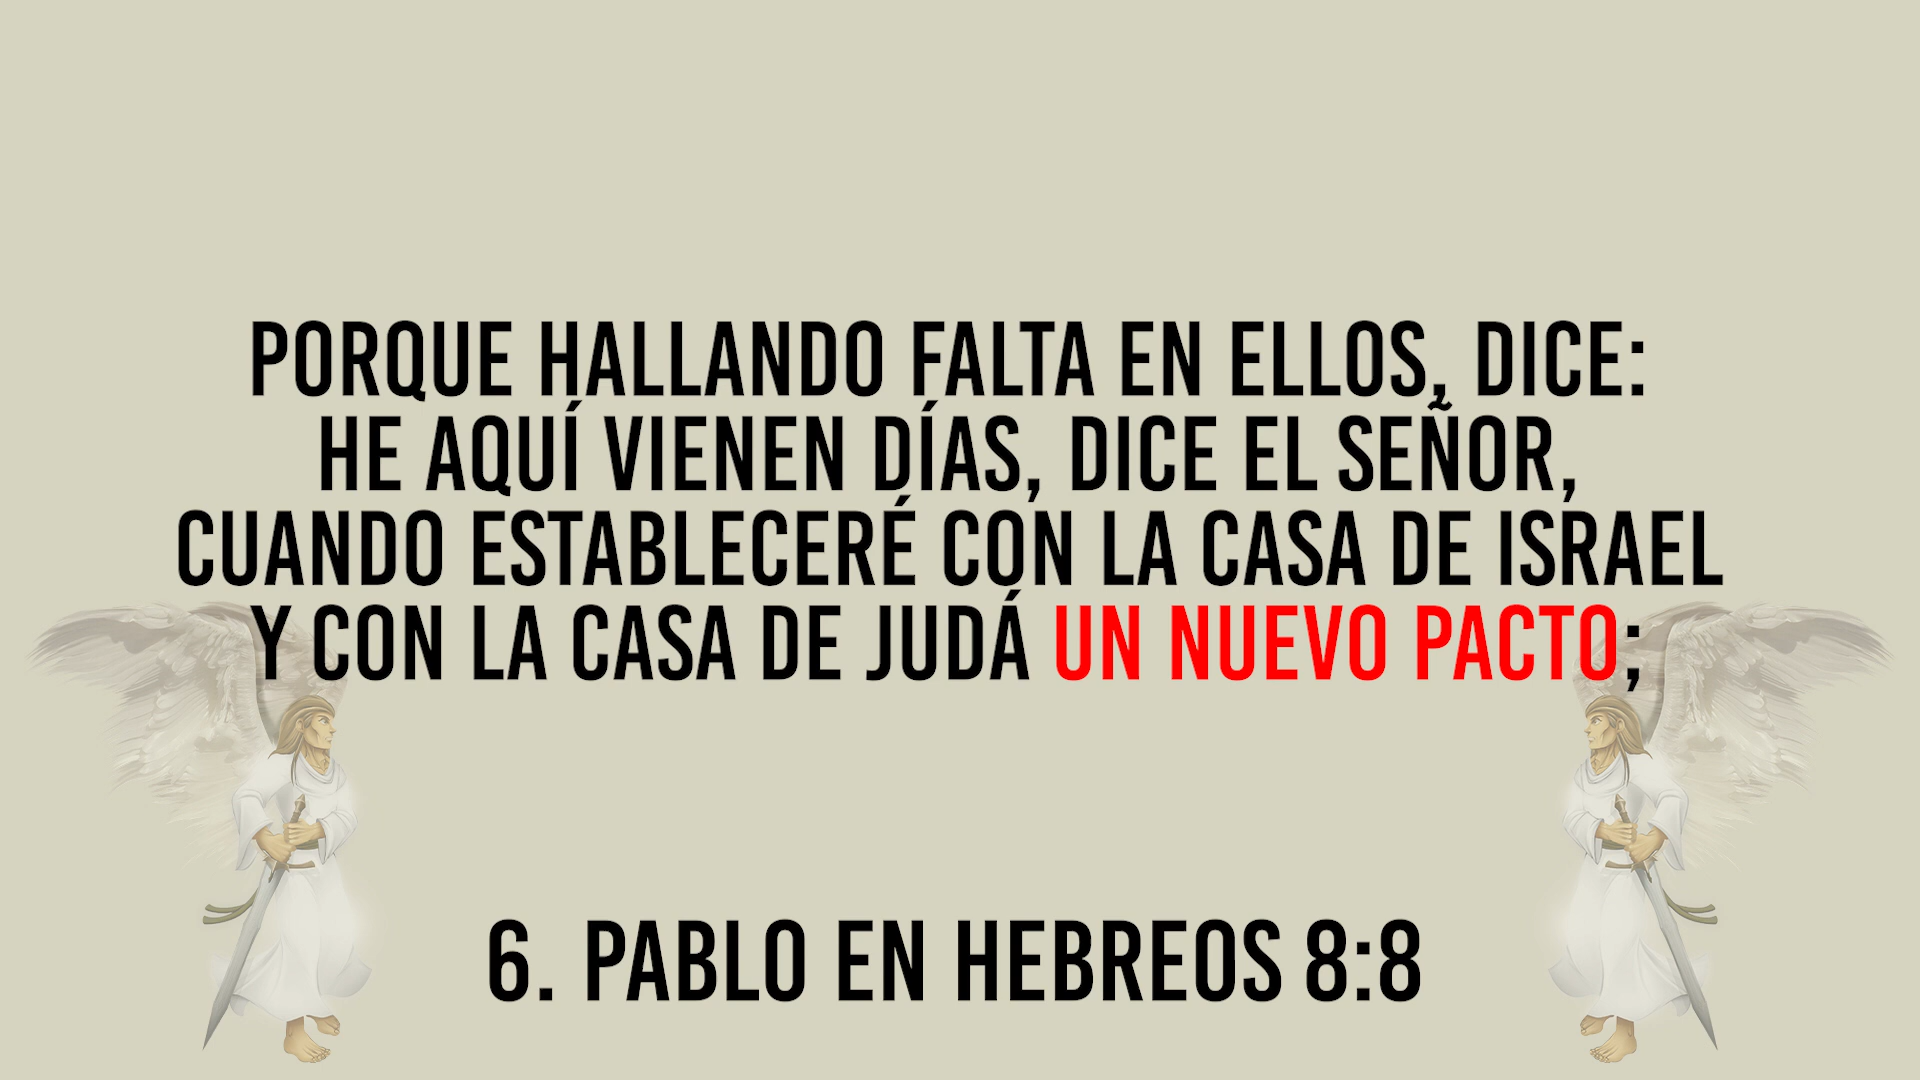 PORQUE HALLANDO FALTA EN ELLOS, DICE:
HE AQUÍ VIENEN DÍAS, DICE EL SEÑOR,
CUANDO ESTABLECERÉ CON LA CASA DE ISRAEL
Y CON LA CASA DE JUDÁ UN NUEVO PACTO;
6. PABLO EN HEBREOS 8:8